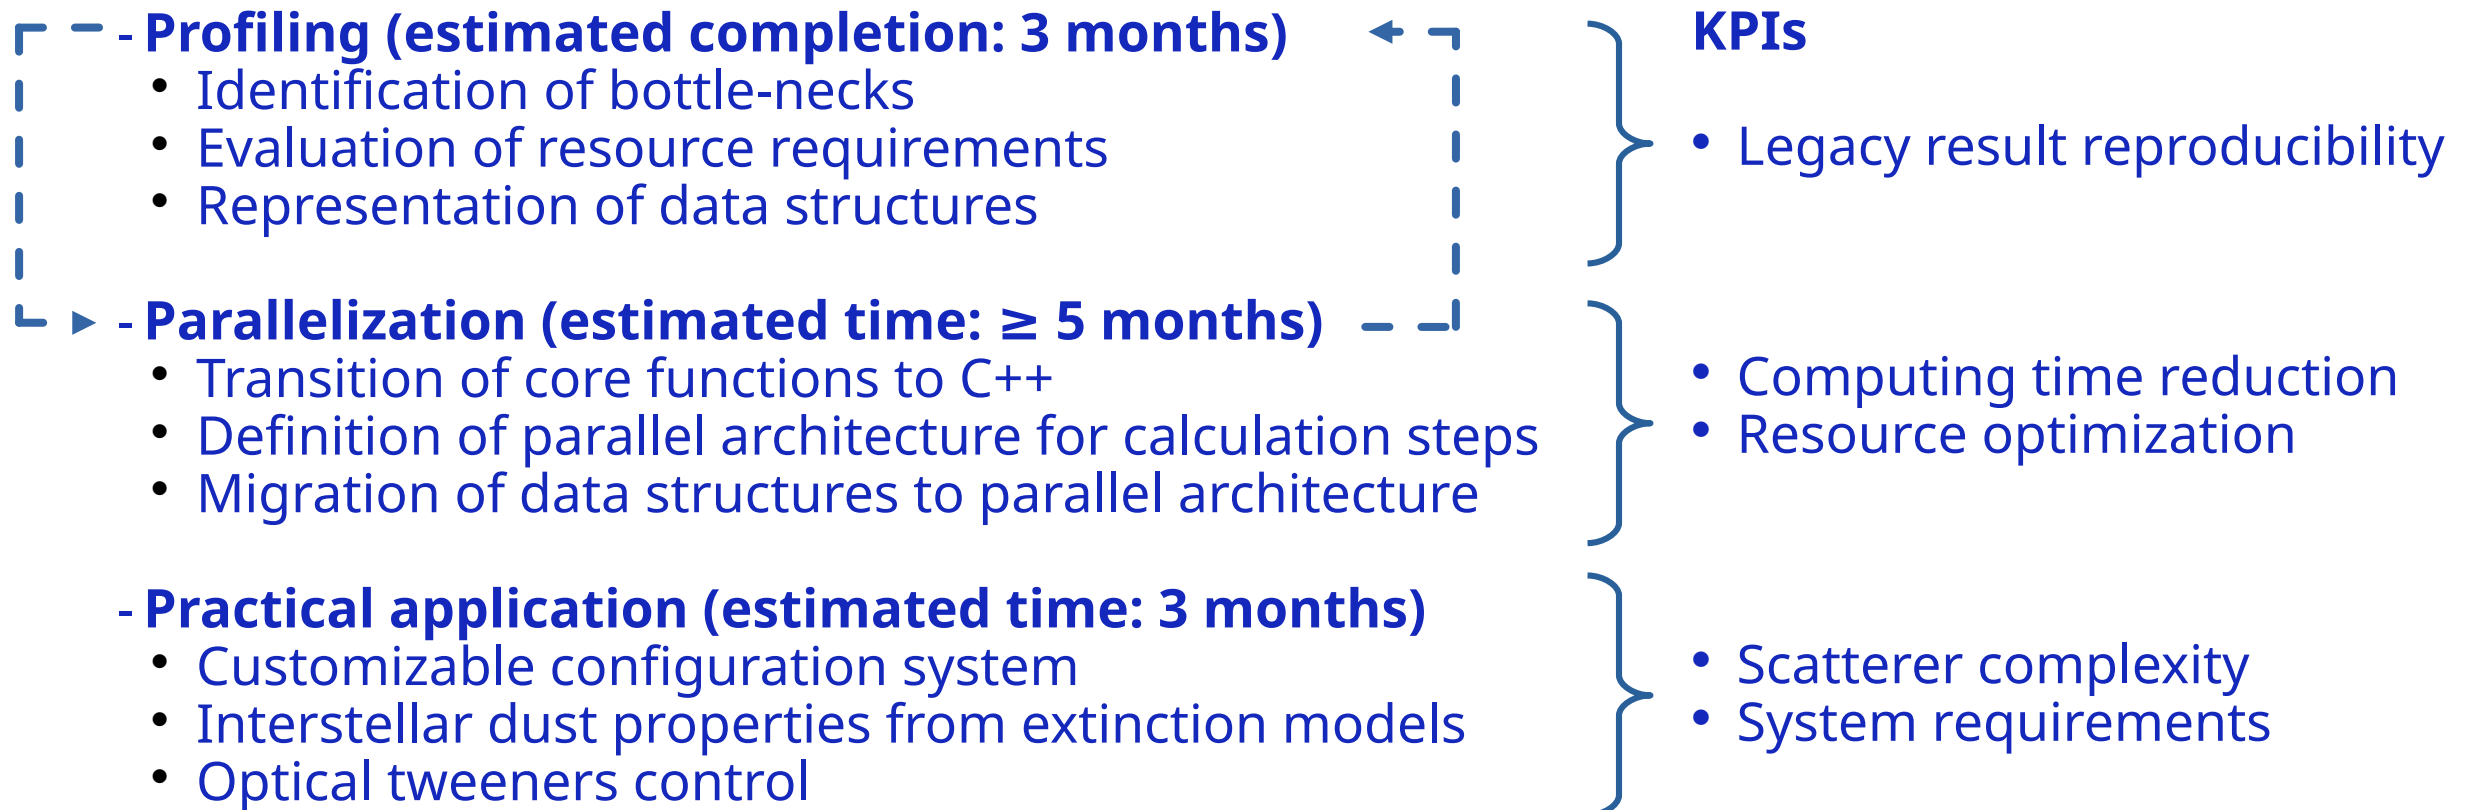 - Profiling (estimated completion: 3 months)
• Identification of bottle-necks
• Evaluation of resource requirements
• Representation of data structures
- Parallelization (estimated time: ≥ 5 months)
• Transition of core functions to C++
• Definition of parallel architecture for calculation steps
• Migration of data structures to parallel architecture
- Practical application (estimated time: 3 months)
• Customizable configuration system
• Interstellar dust properties from extinction models
• Optical tweeners control
KPIs
• Legacy result reproducibility
• Computing time reduction
• Resource optimization
• Scatterer complexity
• System requirements